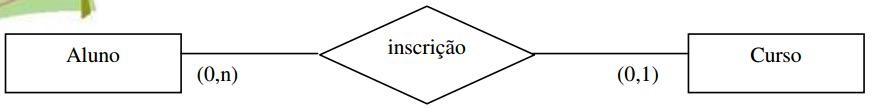 Aluno
inscrição
Curso
(0,n)
(0,1)